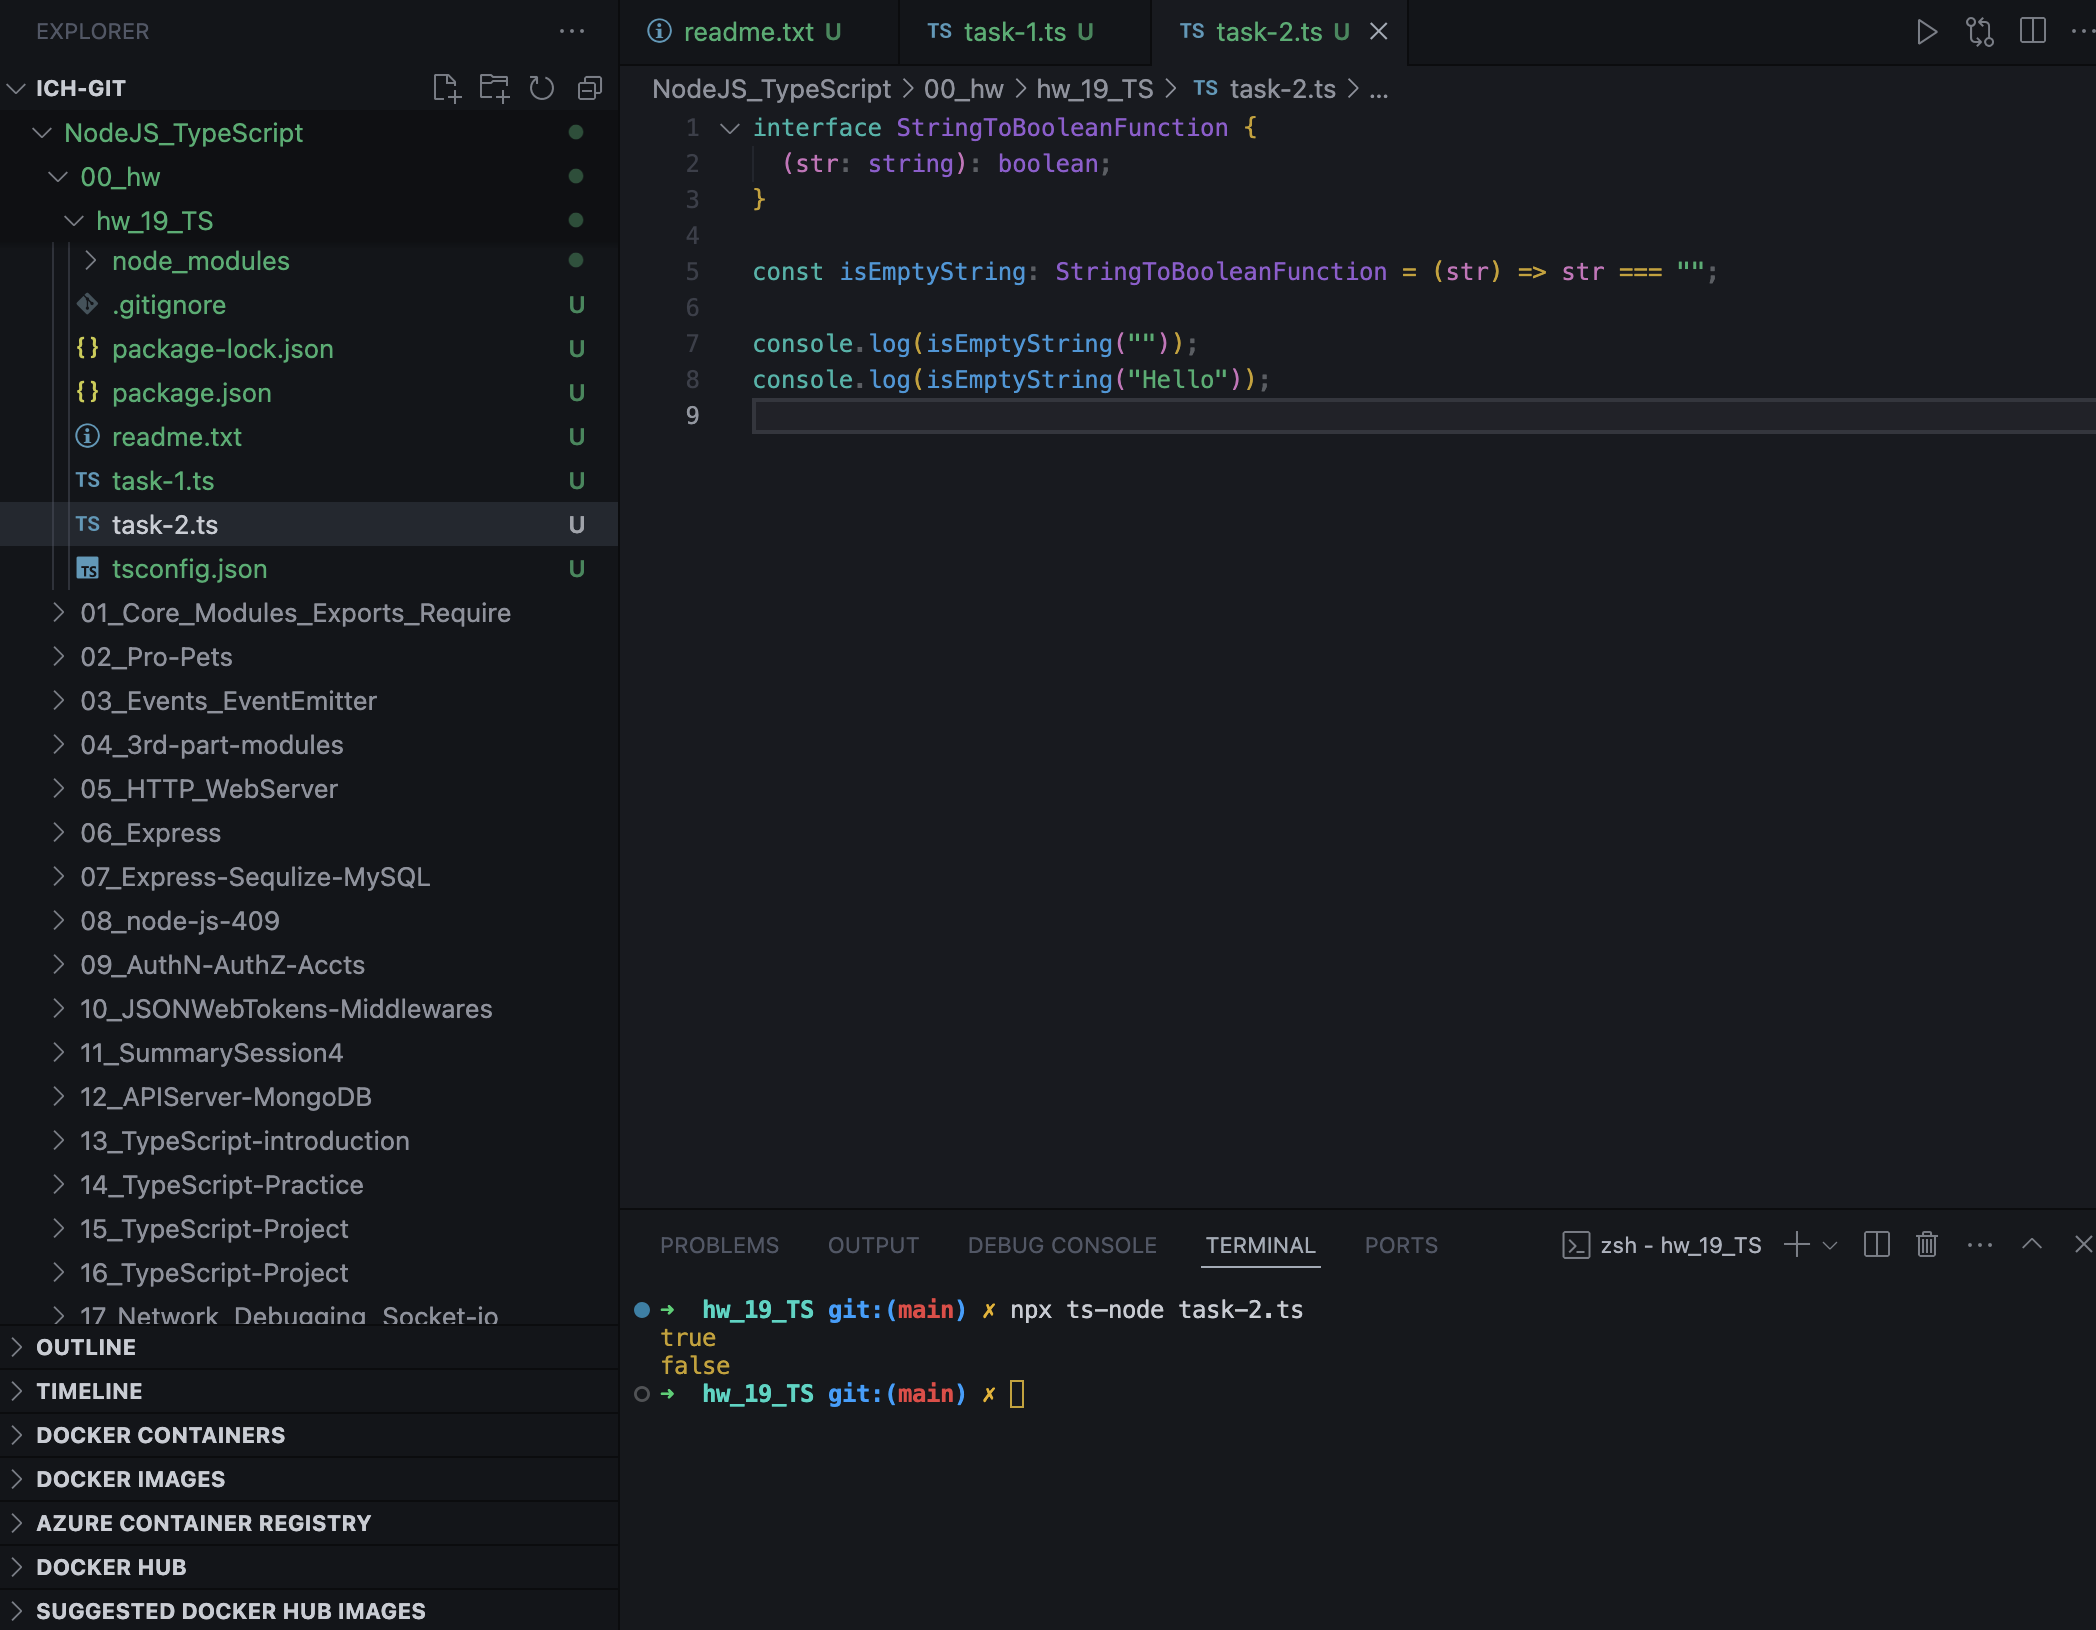 EXPLORER
ICH-GIT
NodeJS_TypeScript
00_hw
hw_19_TS
node_modules
.gitignore U
{} package-lock.json U
{} package.json U
readme.txt U
TS task-1.ts U
TS task-2.ts U
TS tsconfig.json U
01_Core_Modules_Exports_Require
02_Pro-Pets
03_Events_EventEmitter
04_3rd-part-modules
05_HTTP_WebServer
06_Express
07_Express-Sequlize-MySQL
08_node-js-409
09_AuthN-AuthZ-Accts
10_JSONWebTokens-Middlewares
11_SummarySession4
12_APIServer-MongoDB
13_TypeScript-introduction
14_TypeScript-Practice
15_TypeScript-Project
16_TypeScript-Project
17_Network_Debugging_Socket-io
OUTLINE
TIMELINE
DOCKER CONTAINERS
DOCKER IMAGES
AZURE CONTAINER REGISTRY
DOCKER HUB
SUGGESTED DOCKER HUB IMAGES
readme.txt U TS task-1.ts U TS task-2.ts U
NodeJS_TypeScript > 00_hw > hw_19_TS > TS task-2.ts > ...
1 interface StringToBooleanFunction {
2 (str: string): boolean;
3 }
4
5 const isEmptyString: StringToBooleanFunction = (str) => str === "";
6
7 console.log(isEmptyString(""));
8 console.log(isEmptyString("Hello"));
9
PROBLEMS OUTPUT DEBUG CONSOLE TERMINAL PORTS zsh - hw_19_TS
➜ hw_19_TS git:(main) ✗ npx ts-node task-2.ts
true
false
➜ hw_19_TS git:(main) ✗